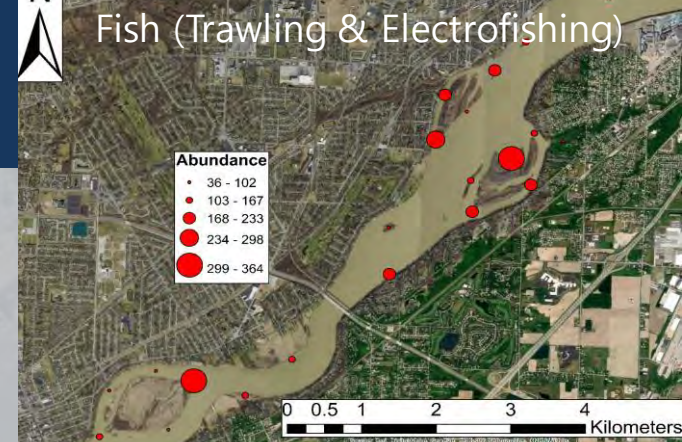 Fish (Trawling & Electrofishing)
Abundance
36 - 102
103 - 167
168 - 233
234 - 298
299 - 364
0 0.5 1 2 3 4
Kilometers